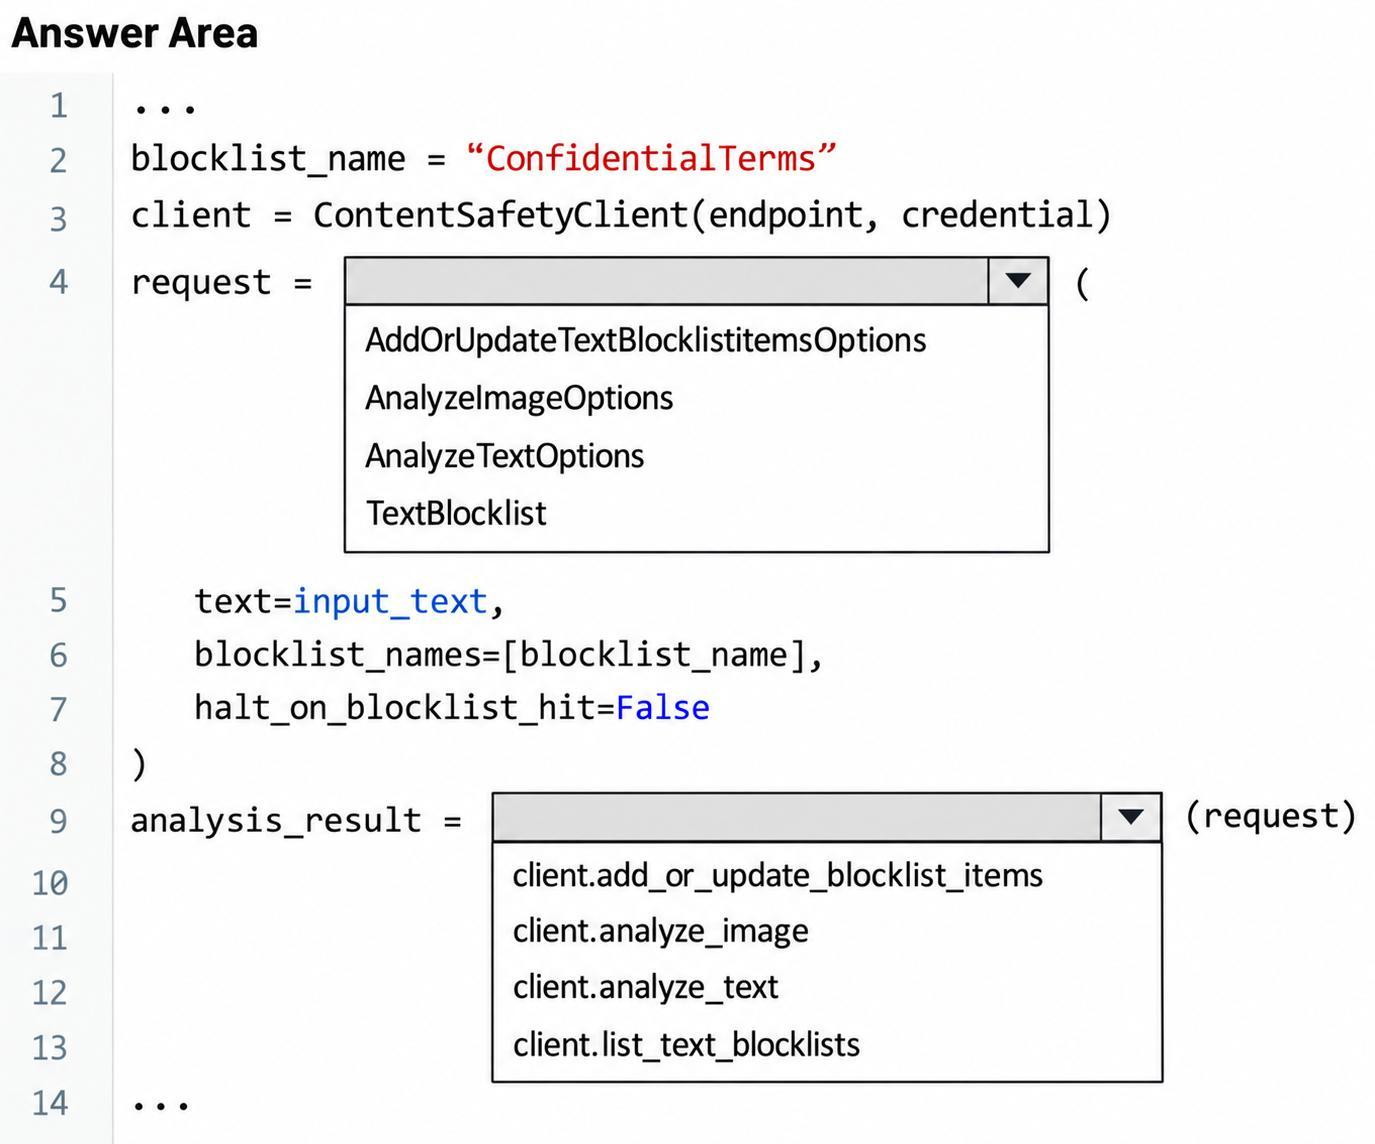 Answer Area
1 ...
2 blocklist_name = “ConfidentialTerms”
3 client = ContentSafetyClient(endpoint, credential)
4 request = (
AddOrUpdateTextBlocklistitemsOptions
AnalyzeImageOptions
AnalyzeTextOptions
TextBlocklist
5 text=input_text,
6 blocklist_names=[blocklist_name],
7 halt_on_blocklist_hit=False
8 )
9 analysis_result = (request)
10 client.add_or_update_blocklist_items
11 client.analyze_image
12 client.analyze_text
13 client.list_text_blocklists
14 ...